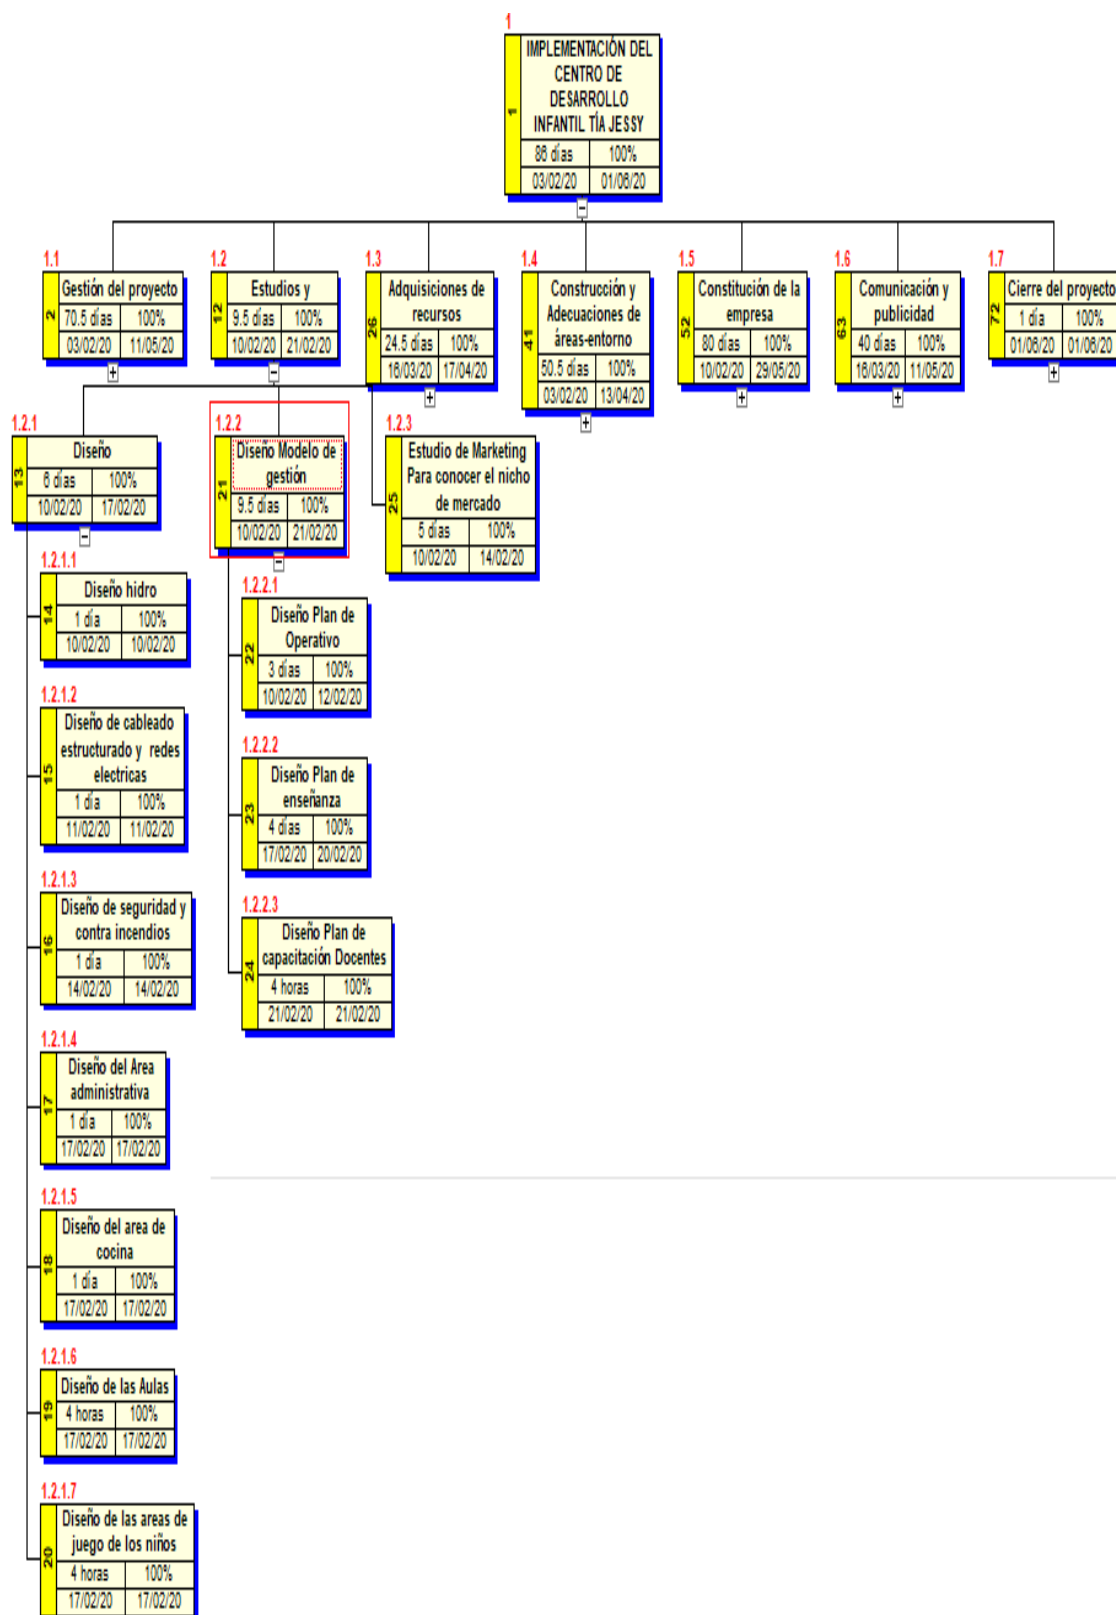 1
1
IMPLEMENTACIÓN DEL
CENTRO DE
DESARROLLO
INFANTIL TÍA JESSY
86 días 100%
03/02/20 01/06/20
1.1
2
Gestión del proyecto
70.5 días 100%
03/02/20 11/05/20
1.2
12
Estudios y
9.5 días 100%
10/02/20 21/02/20
1.3
26
Adquisiciones de
recursos
24.5 días 100%
16/03/20 17/04/20
1.4
41
Construcción y
Adecuaciones de
áreas-entorno
50.5 días 100%
03/02/20 13/04/20
1.5
52
Constitución de la
empresa
80 días 100%
10/02/20 29/05/20
1.6
63
Comunicación y
publicidad
40 días 100%
16/03/20 11/05/20
1.7
72
Cierre del proyecto
1 día 100%
01/06/20 01/06/20
1.2.1
13
Diseño
6 días 100%
10/02/20 17/02/20
1.2.2
21
Diseño Modelo de
gestión
9.5 días 100%
10/02/20 21/02/20
1.2.3
25
Estudio de Marketing
Para conocer el nicho
de mercado
5 días 100%
10/02/20 14/02/20
1.2.1.1
14
Diseño hidro
1 día 100%
10/02/20 10/02/20
1.2.1.2
15
Diseño de cableado
estructurado y redes
electricas
1 día 100%
11/02/20 11/02/20
1.2.1.3
16
Diseño de seguridad y
contra incendios
1 día 100%
14/02/20 14/02/20
1.2.1.4
17
Diseño del Area
administrativa
1 día 100%
17/02/20 17/02/20
1.2.1.5
18
Diseño del area de
cocina
1 día 100%
17/02/20 17/02/20
1.2.1.6
19
Diseño de las Aulas
4 horas 100%
17/02/20 17/02/20
1.2.1.7
20
Diseño de las areas de
juego de los niños
4 horas 100%
17/02/20 17/02/20
1.2.2.1
22
Diseño Plan de
Operativo
3 días 100%
10/02/20 12/02/20
1.2.2.2
23
Diseño Plan de
enseñanza
4 días 100%
17/02/20 20/02/20
1.2.2.3
24
Diseño Plan de
capacitación Docentes
4 horas 100%
21/02/20 21/02/20